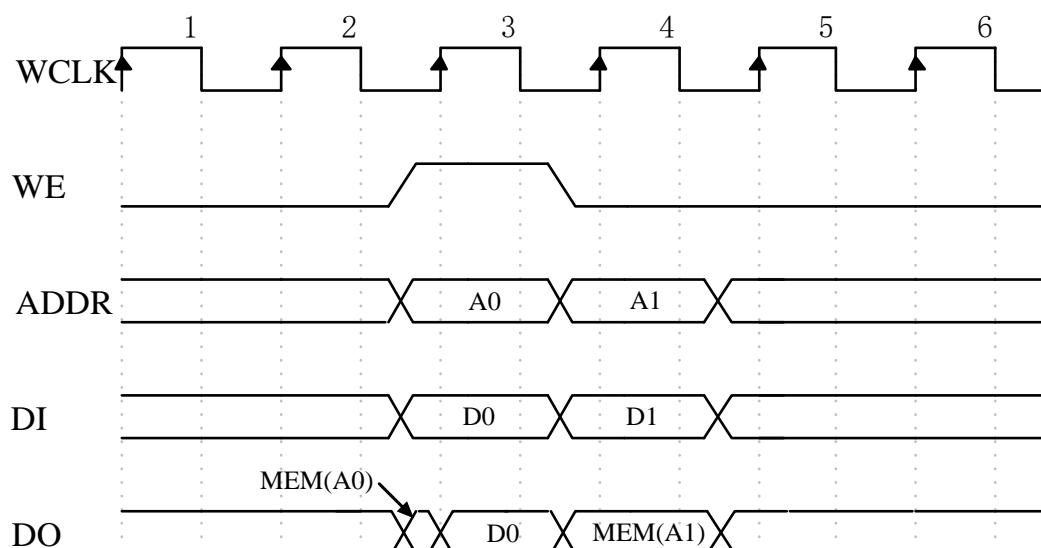 1 2 3 4 5 6
WCLK
WE
ADDR A0 A1
DI D0 D1
MEM(A0)
DO D0 MEM(A1)